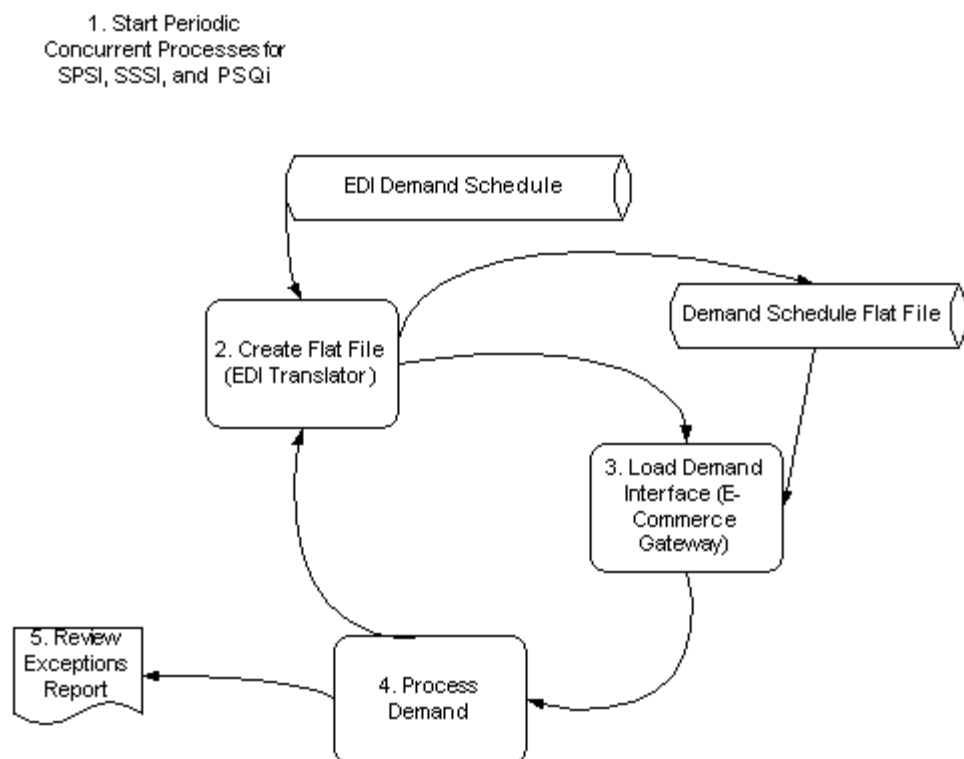 1. Start Periodic
Concurrent Processes for
SPSI, SSSI, and PSQi
EDI Demand Schedule
Demand Schedule Flat File
2. Create Flat File
(EDI Translator)
3. Load Demand
Interface (E-
Commerce
Gateway)
5. Review
Exceptions
Report
4. Process
Demand